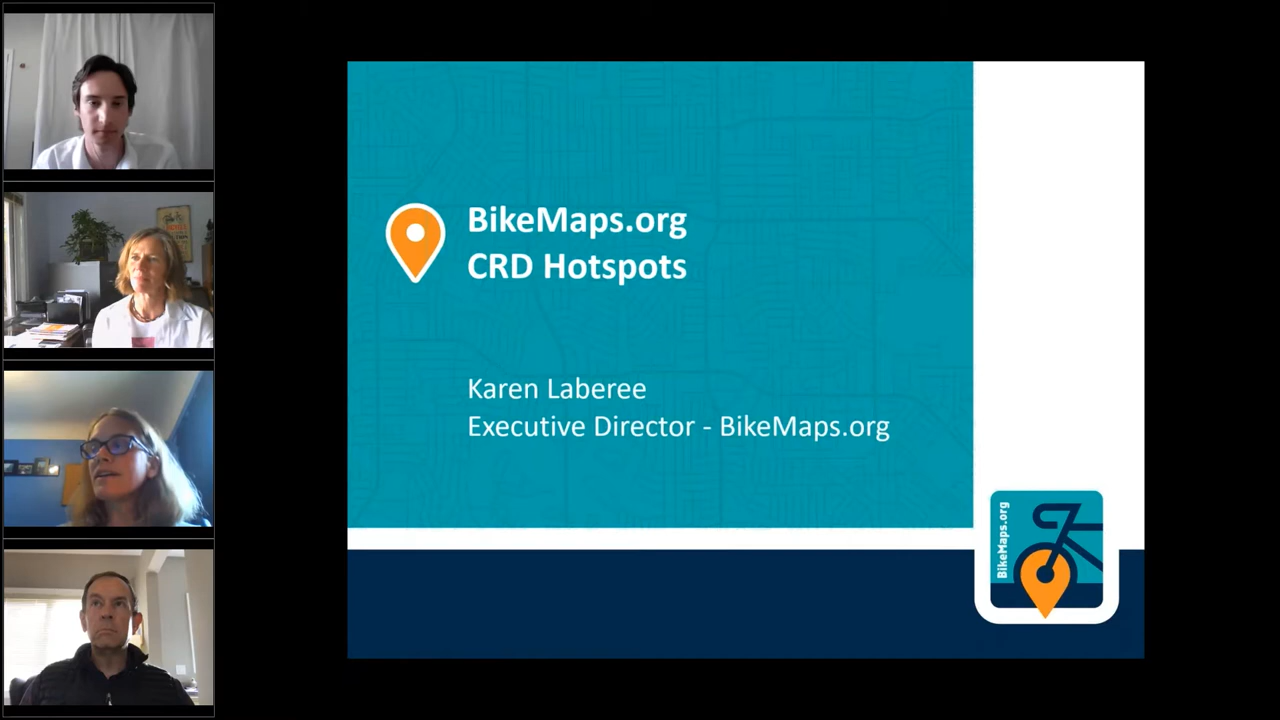 BikeMaps.org
CRD Hotspots
Karen Laberee
Executive Director - BikeMaps.org
BikeMaps.org